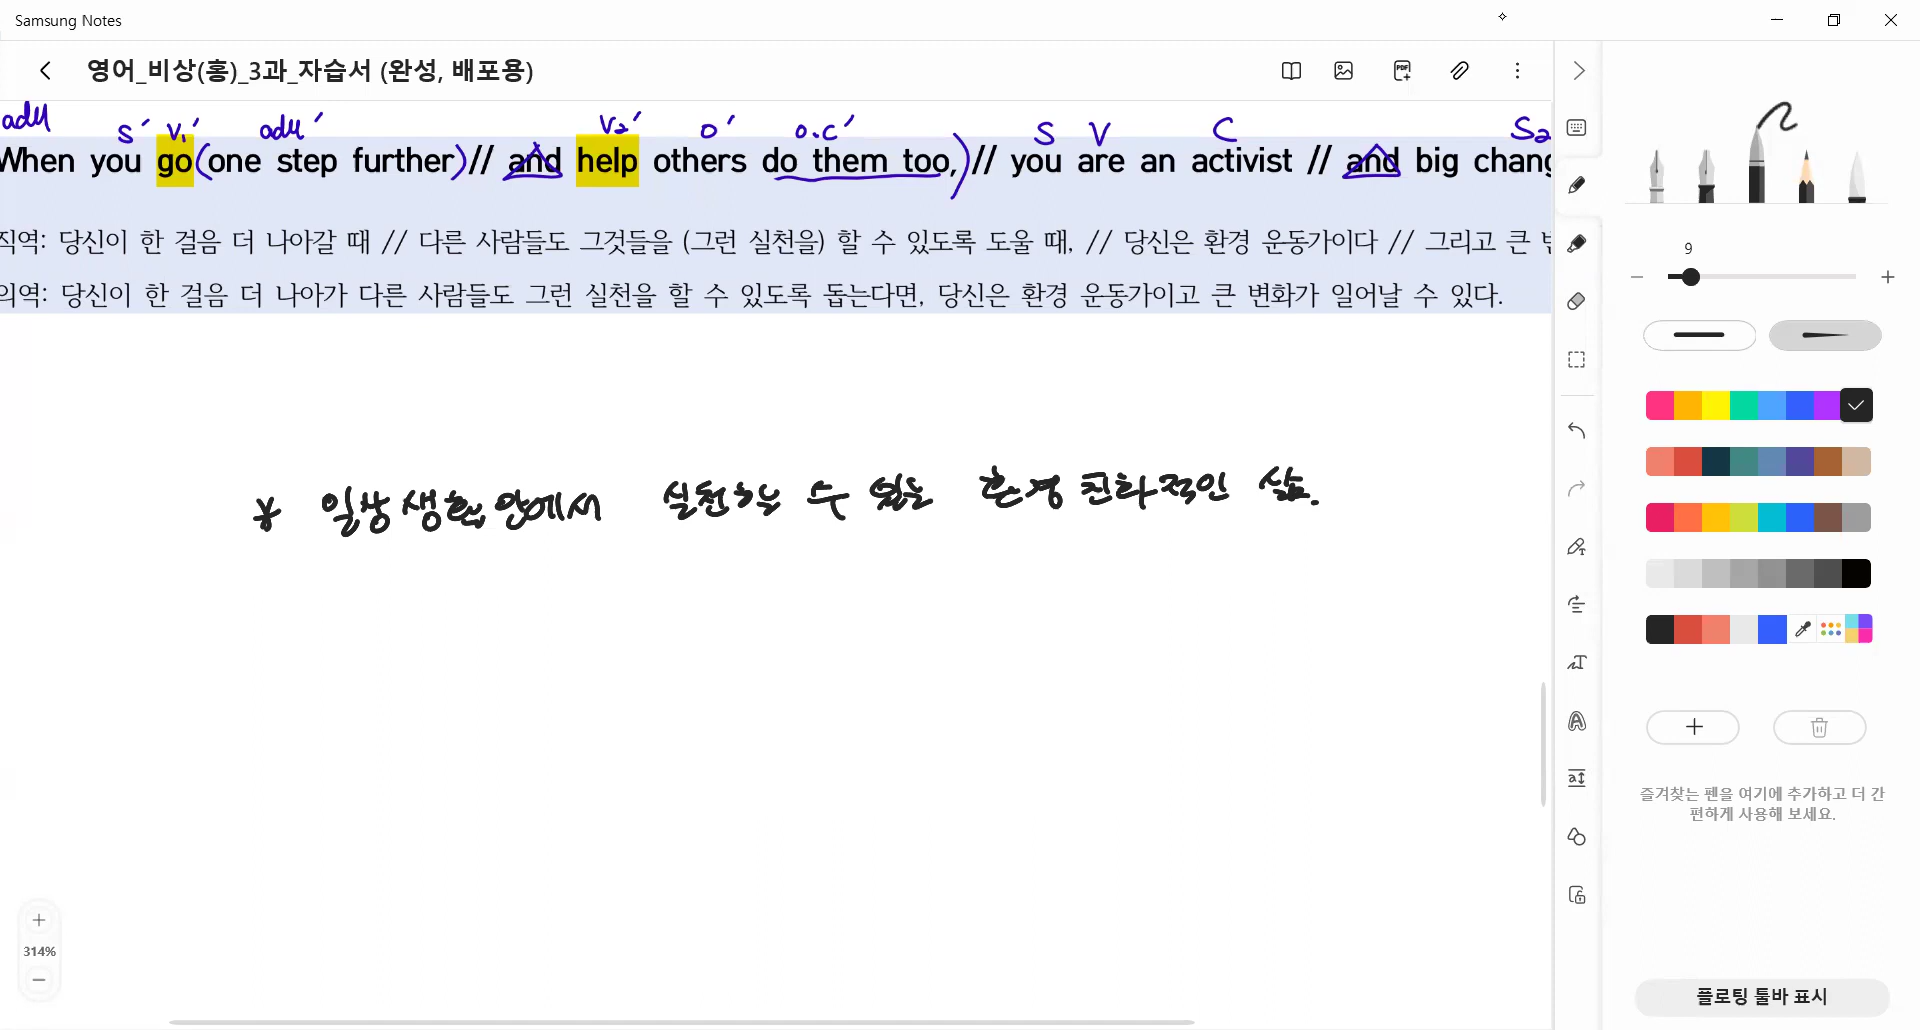 Samsung Notes
영어_비상(홍)_3과_자습서 (완성, 배포용)
adv s′ v₁′ adv′ v₂′ o′ o.c′ S V C S₂
When you go (one step further) // and help others do them too,) // you are an activist // and big chang
직역: 당신이 한 걸음 더 나아갈 때 // 다른 사람들도 그것들을 (그런 실천을) 할 수 있도록 도울 때, // 당신은 환경 운동가이다 // 그리고 큰
의역: 당신이 한 걸음 더 나아가 다른 사람들도 그런 실천을 할 수 있도록 돕는다면, 당신은 환경 운동가이고 큰 변화가 일어날 수 있다.
* 일상생활 안에서 실천하는 수 있는 환경 친화적인 삶.
314%
9
즐겨찾는 펜을 여기에 추가하고 더 간
편하게 사용해 보세요.
플로팅 툴바 표시